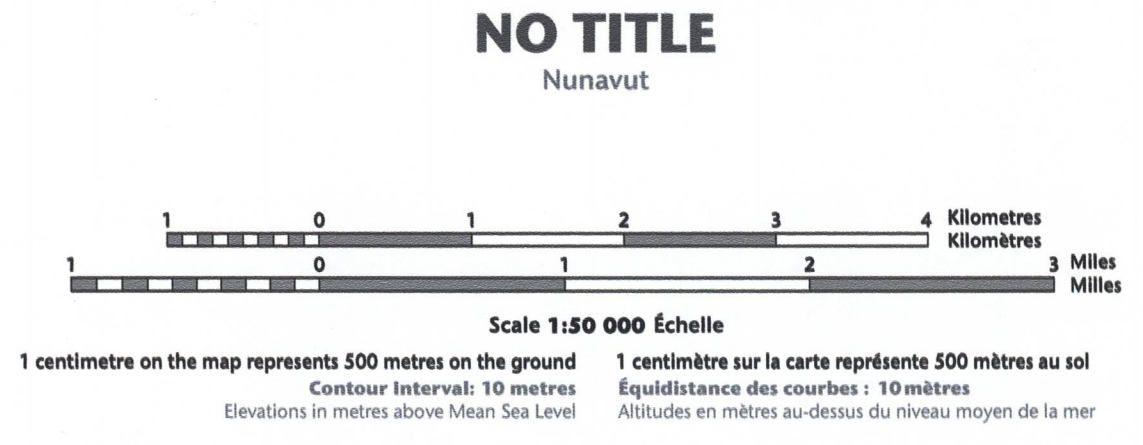 NO TITLE
Nunavut
1 0 1 2 3 4 Kilometres
Kilomètres
1 0 1 2 3 Miles
Milles
Scale 1:50 000 Échelle
1 centimetre on the map represents 500 metres on the ground
Contour Interval: 10 metres
Elevations in metres above Mean Sea Level
1 centimètre sur la carte représente 500 mètres au sol
Équidistance des courbes : 10 mètres
Altitudes en mètres au-dessus du niveau moyen de la mer